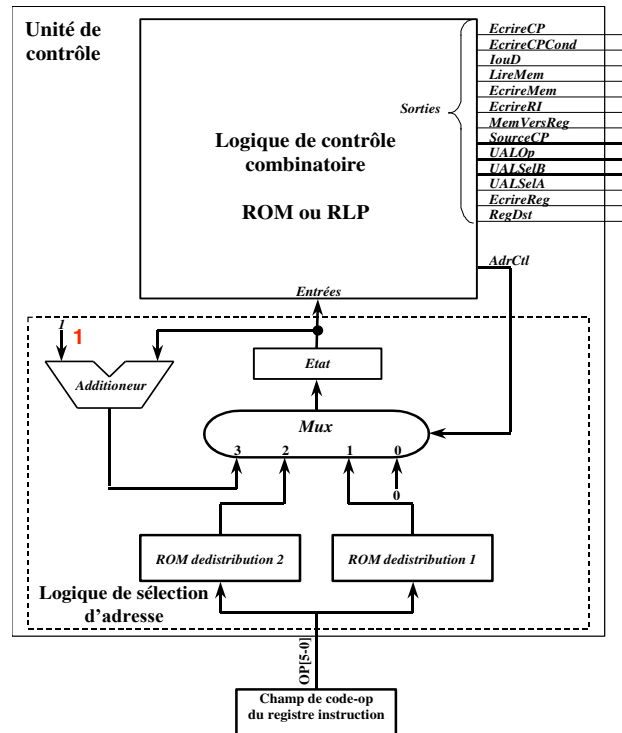 Unité de
contrôle
EcrireCP
EcrireCPCond
IouD
LireMem
EcrireMem
Sorties
EcrireRI
MemVersReg
SourceCP
UALOp
UALSelB
UALSelA
EcrireReg
RegDst
Logique de contrôle
combinatoire
ROM ou RLP
AdrCtl
Entrées
1
1
Additioneur
Etat
Mux
3 2 1 0
0
ROM dedistribution 2
ROM dedistribution 1
Logique de sélection
d'adresse
OP[5-0]
Champ de code-op
du registre instruction